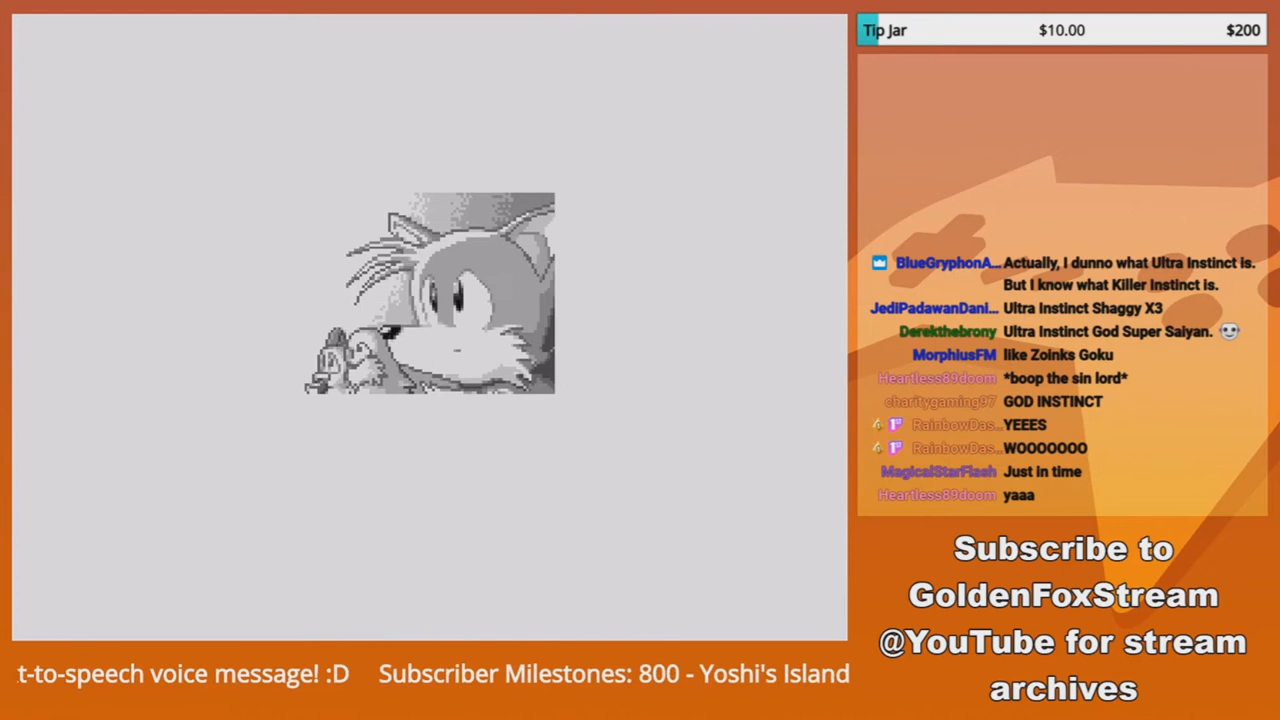 Tip Jar $10.00 $200
BlueGryphonA... Actually, I dunno what Ultra Instinct is.
But I know what Killer Instinct is.
JediPadawanDani... Ultra Instinct Shaggy X3
Derekthebrony Ultra Instinct God Super Saiyan.
MorphiusFM like Zoinks Goku
Heartless89doom *boop the sin lord*
charitygaming97 GOD INSTINCT
RainbowDas... YEEES
RainbowDas... WOOOOOOO
MagicalStarFlash Just in time
Heartless89doom yaaa
Subscribe to
GoldenFoxStream
@YouTube for stream
archives
t-to-speech voice message! :D Subscriber Milestones: 800 - Yoshi's Island